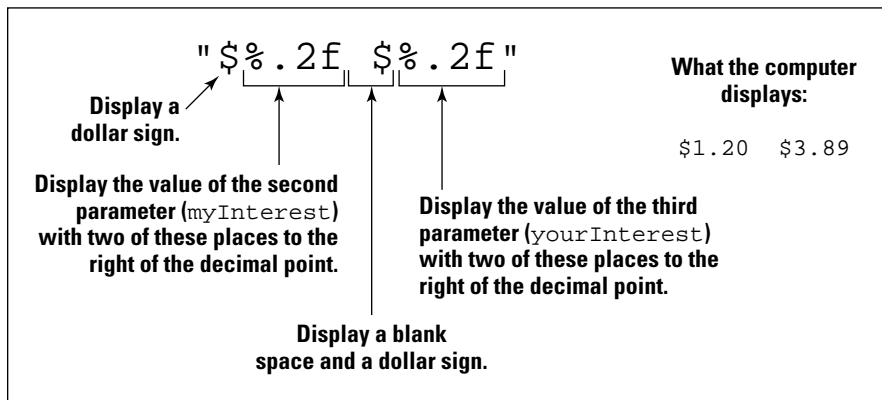 "$%.2f $%.2f"
Display a
dollar sign.
Display the value of the second
parameter (myInterest)
with two of these places to the
right of the decimal point.
Display a blank
space and a dollar sign.
Display the value of the third
parameter (yourInterest)
with two of these places to the
right of the decimal point.
What the computer
displays:
$1.20 $3.89